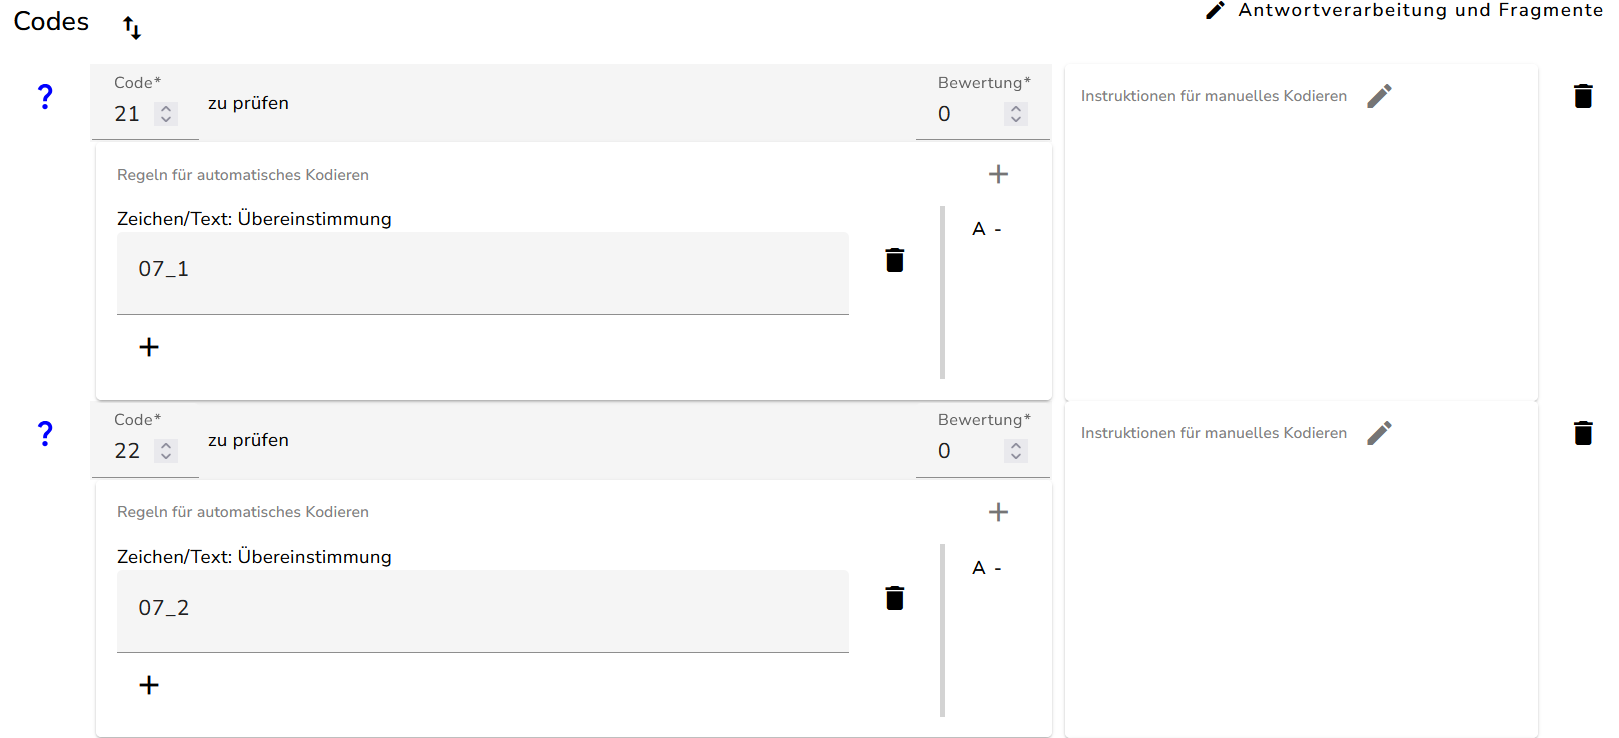 Codes
Antwortverarbeitung und Fragmente
?
Code*
21
zu prüfen
Bewertung*
0
Instruktionen für manuelles Kodieren
Regeln für automatisches Kodieren
+
Zeichen/Text: Übereinstimmung
A -
07_1
+
?
Code*
22
zu prüfen
Bewertung*
0
Instruktionen für manuelles Kodieren
Regeln für automatisches Kodieren
+
Zeichen/Text: Übereinstimmung
A -
07_2
+